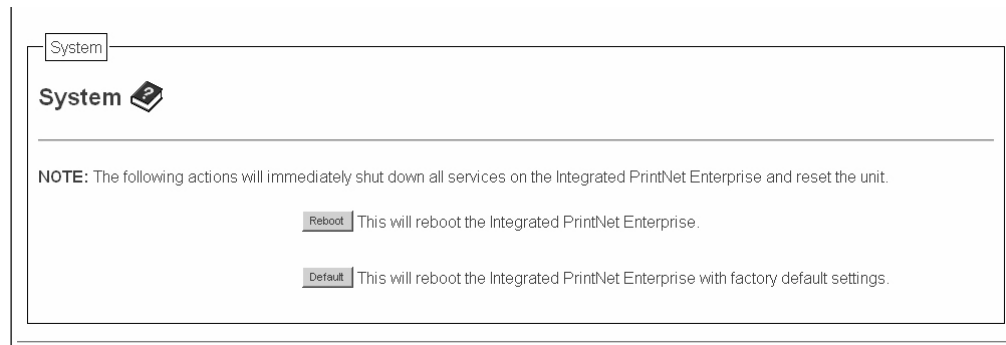 System
System
NOTE: The following actions will immediately shut down all services on the Integrated PrintNet Enterprise and reset the unit.
Reboot This will reboot the Integrated PrintNet Enterprise.
Default This will reboot the Integrated PrintNet Enterprise with factory default settings.